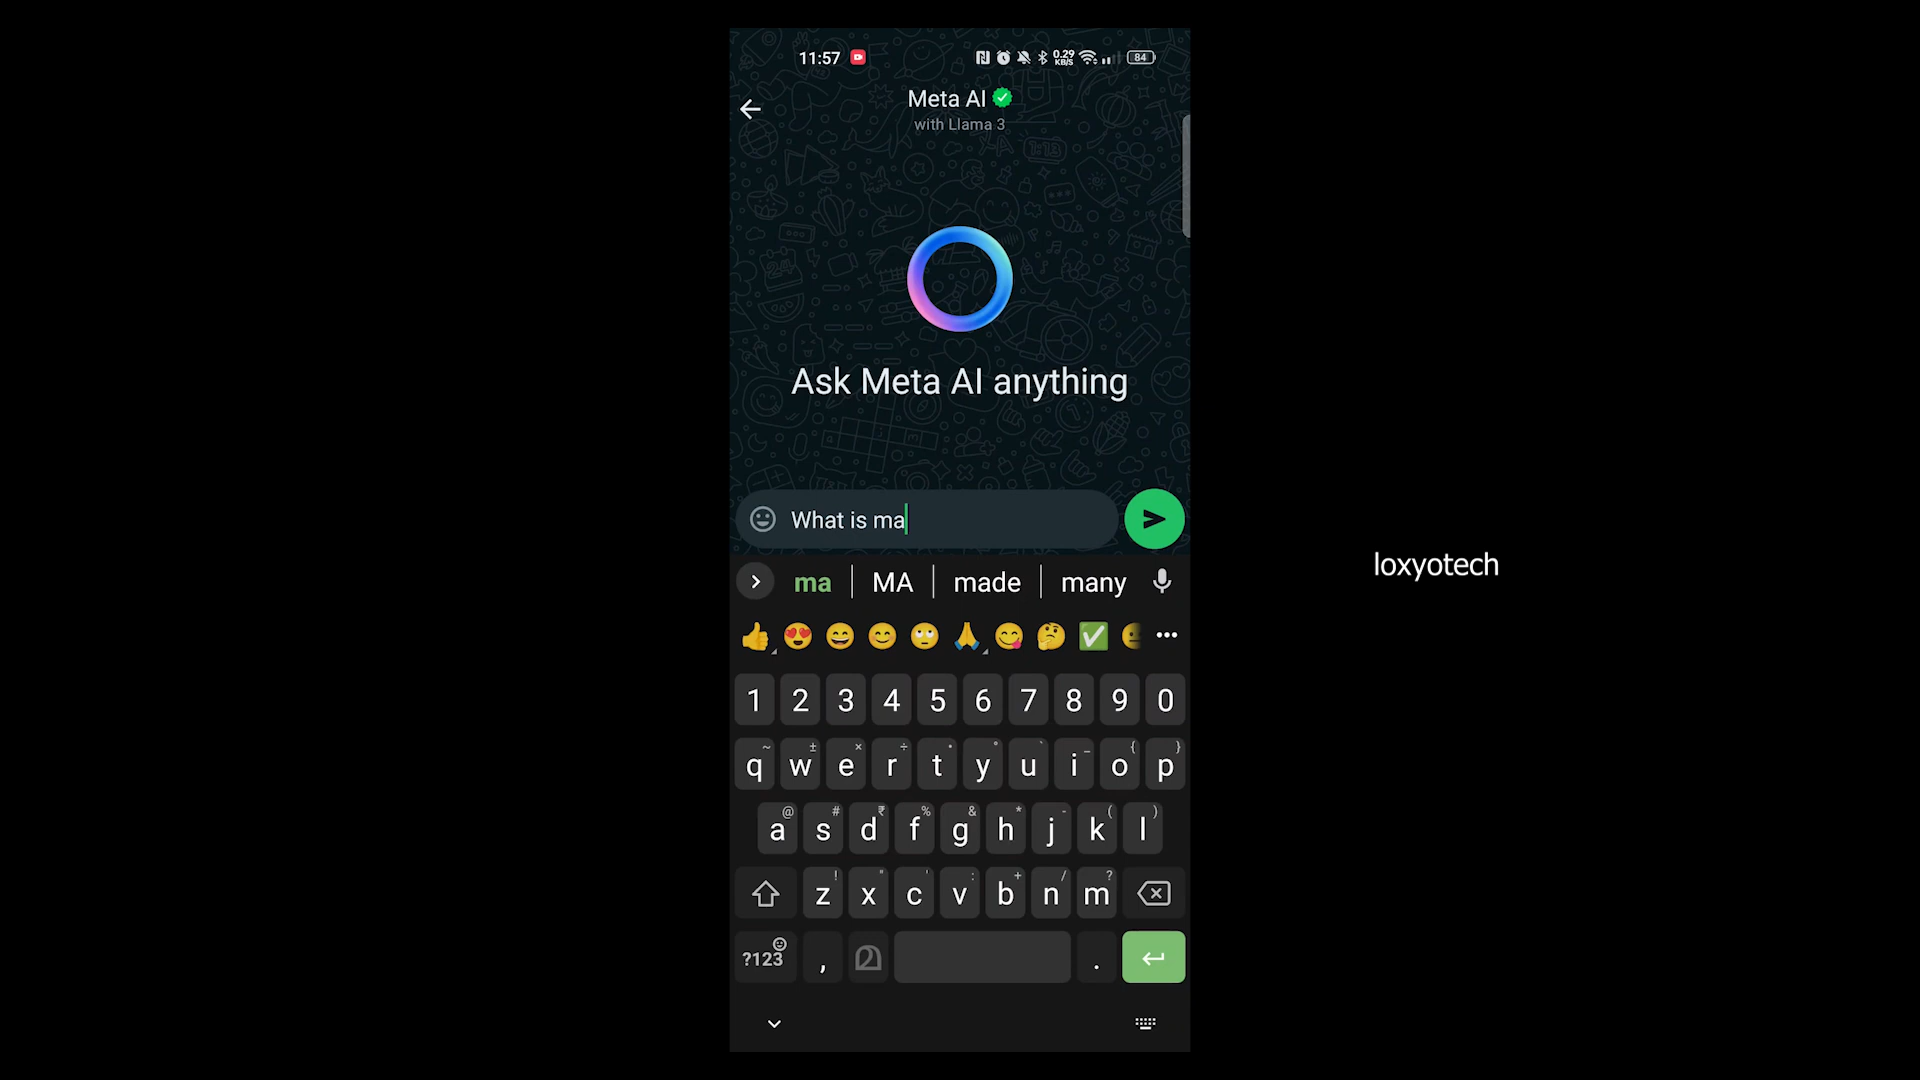 11:57
0.29
KB/S
84
Meta AI
with Llama 3
Ask Meta AI anything
What is ma
ma MA made many
1 2 3 4 5 6 7 8 9 0
q w e r t y u i o p
a s d f g h j k l
z x c v b n m
?123 , മ .
loxyotech